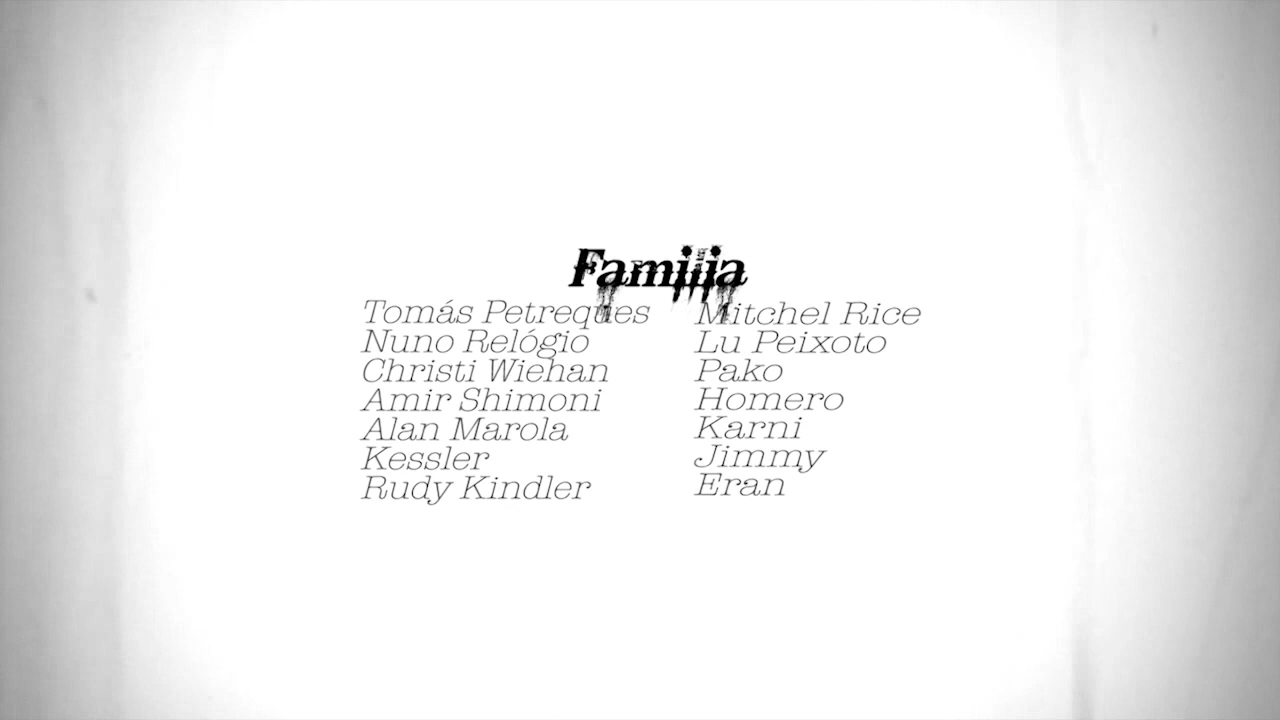 Familia
Tomás Petreques
Nuno Relógio
Christi Wiehan
Amir Shimoni
Alan Marola
Kessler
Rudy Kindler
Mitchel Rice
Lu Peixoto
Pako
Homero
Karni
Jimmy
Eran